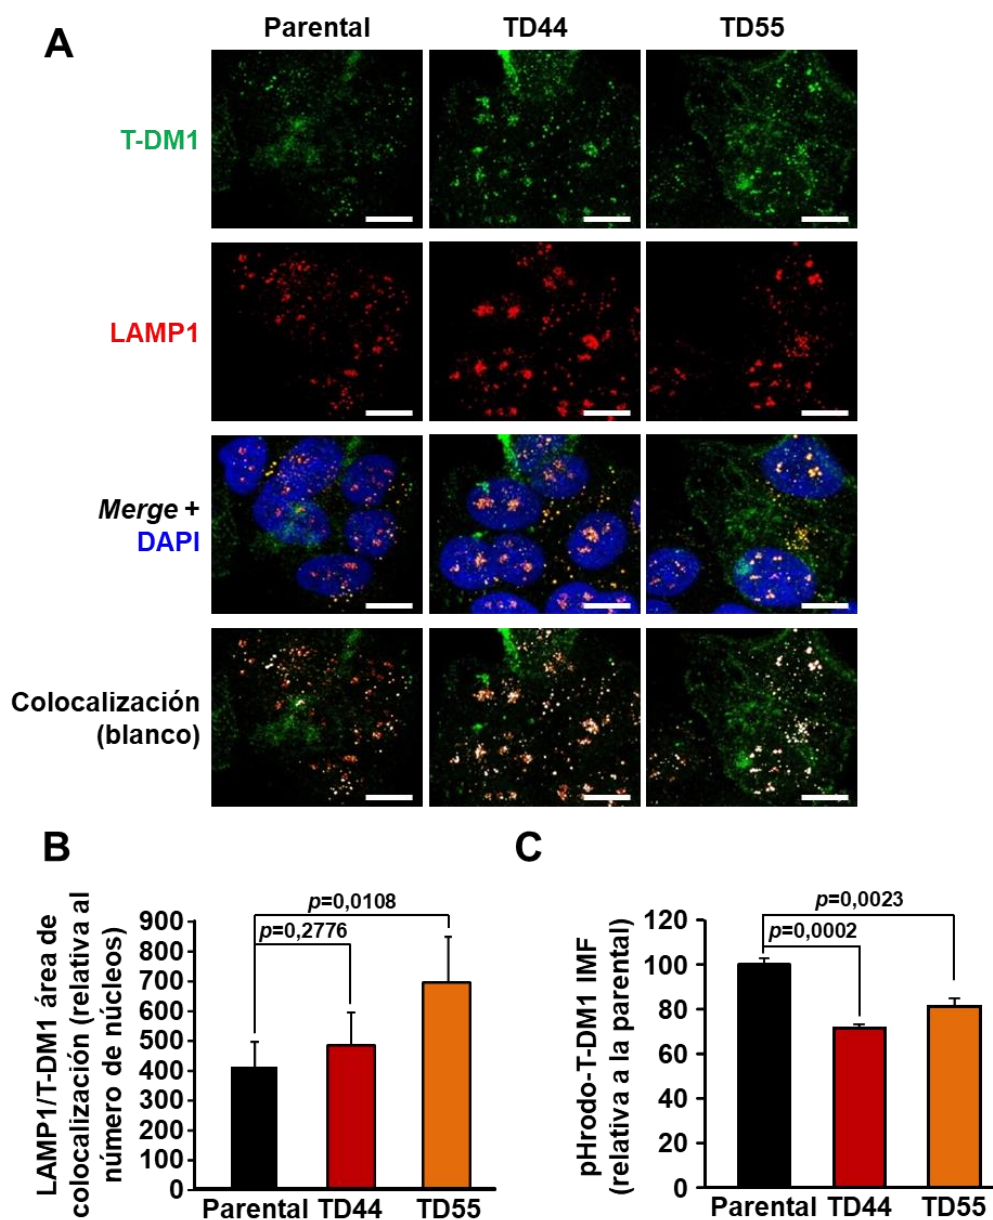 A
Parental TD44 TD55
T-DM1
LAMP1
Merge +
DAPI
Colocalización
(blanco)
B
LAMP1/T-DM1 área de
colocalización (relativa al
número de núcleos)
900
800
700
600
500
400
300
200
100
0
p=0,0108
p=0,2776
Parental TD44 TD55
C
pHrodo-T-DM1 IMF
(relativa a la parental)
120
100
80
60
40
20
0
p=0,0023
p=0,0002
Parental TD44 TD55